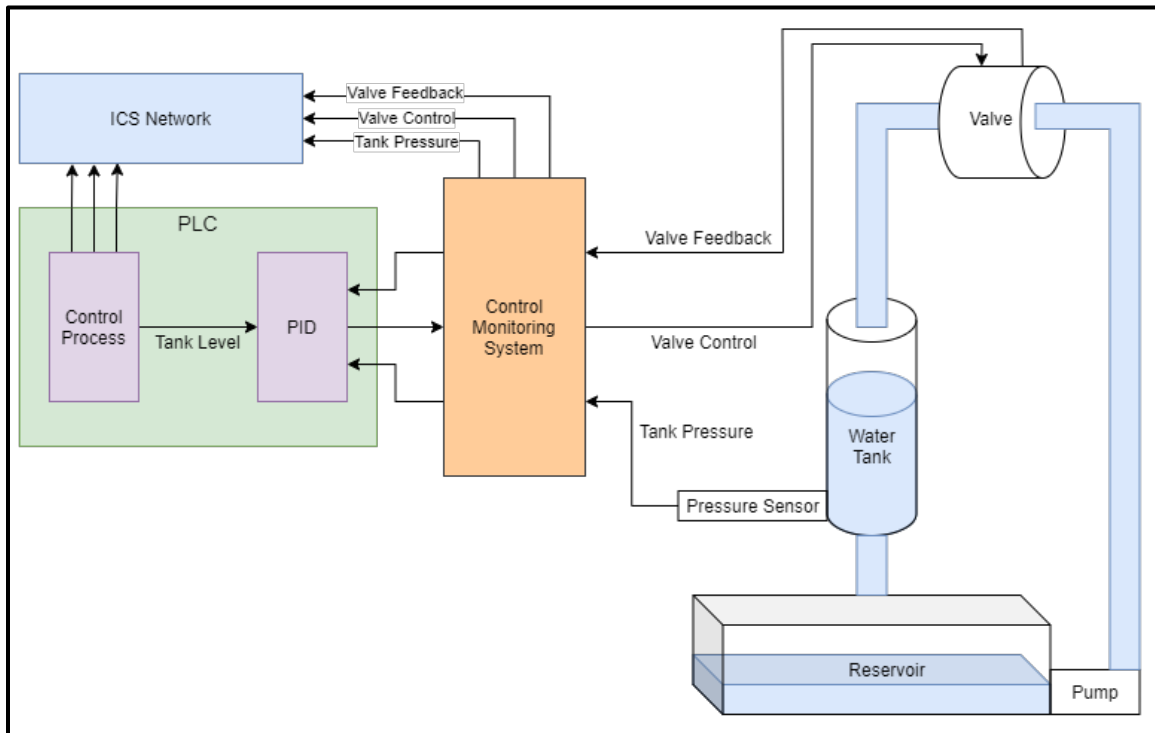 ICS Network
Valve Feedback
Valve Control
Tank Pressure
Valve
PLC
Control
Process
Tank Level
PID
Control
Monitoring
System
Valve Feedback
Valve Control
Tank Pressure
Water
Tank
Pressure Sensor
Reservoir
Pump